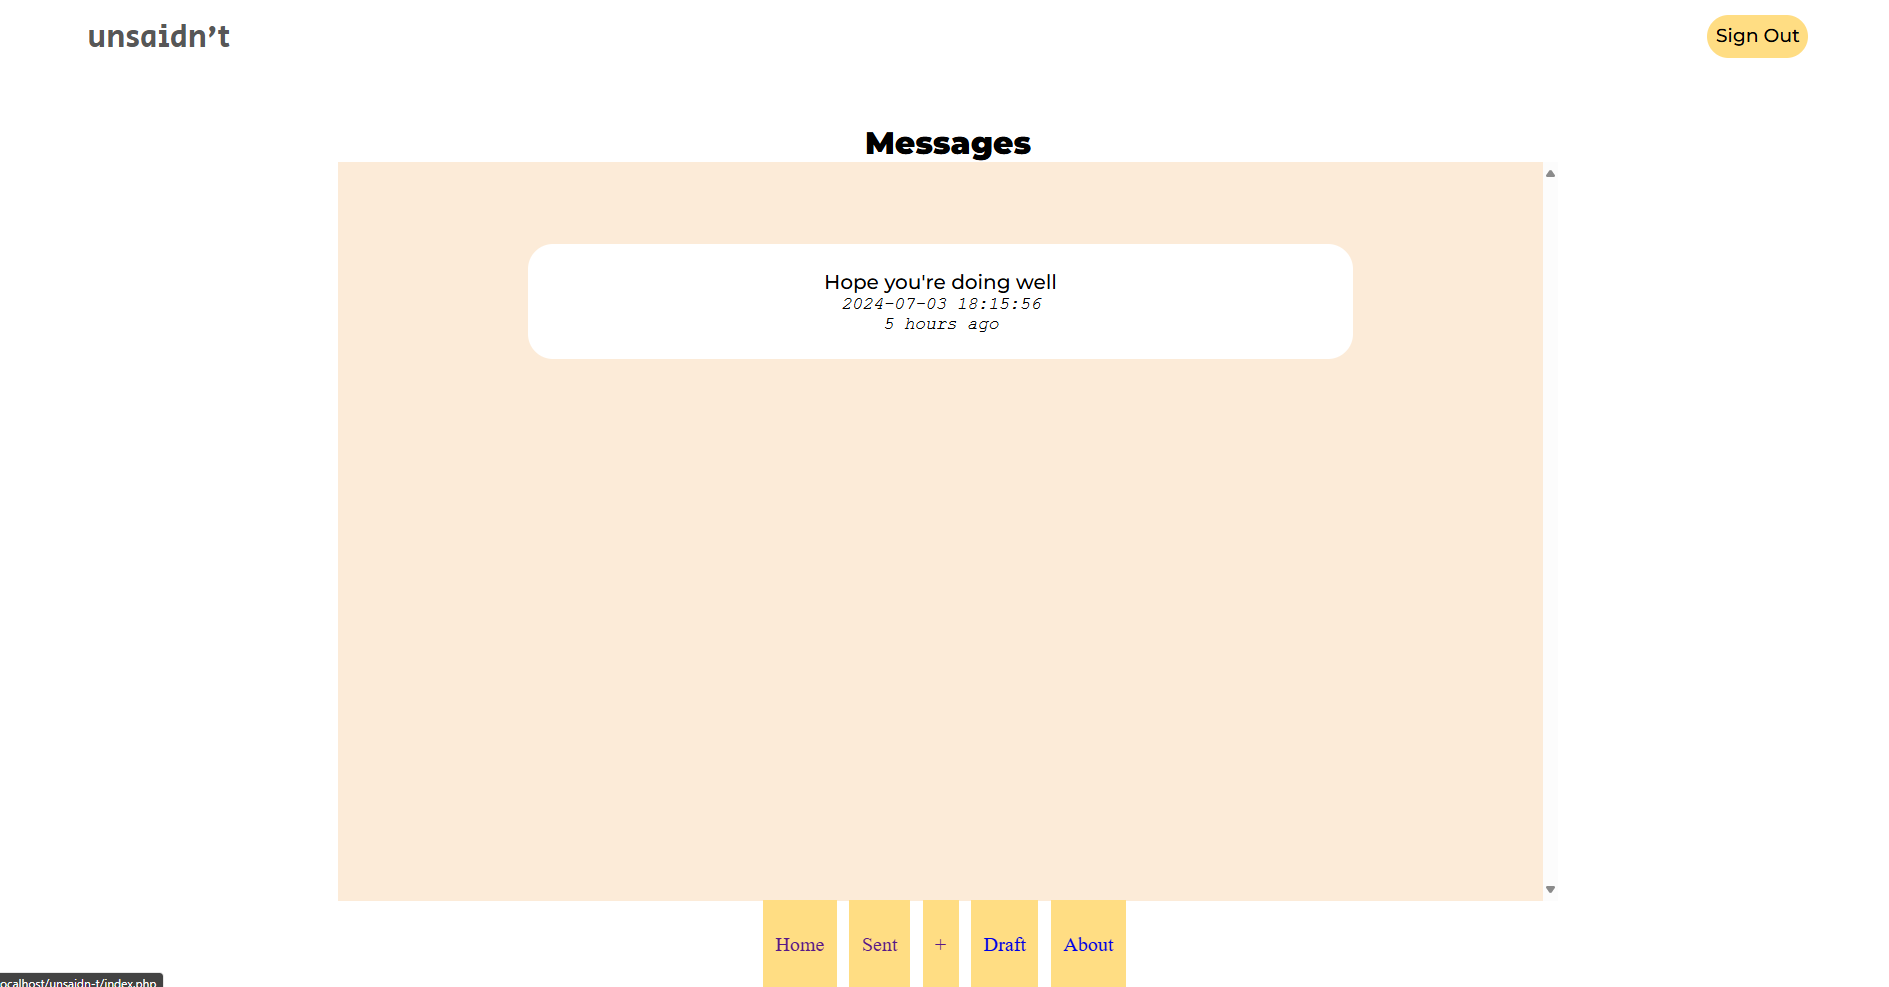 unsaidn’t
Sign Out
Messages
Hope you're doing well
2024-07-03 18:15:56
5 hours ago
Home
Sent
+
Draft
About
ocalhost/unsaidn-t/index.php